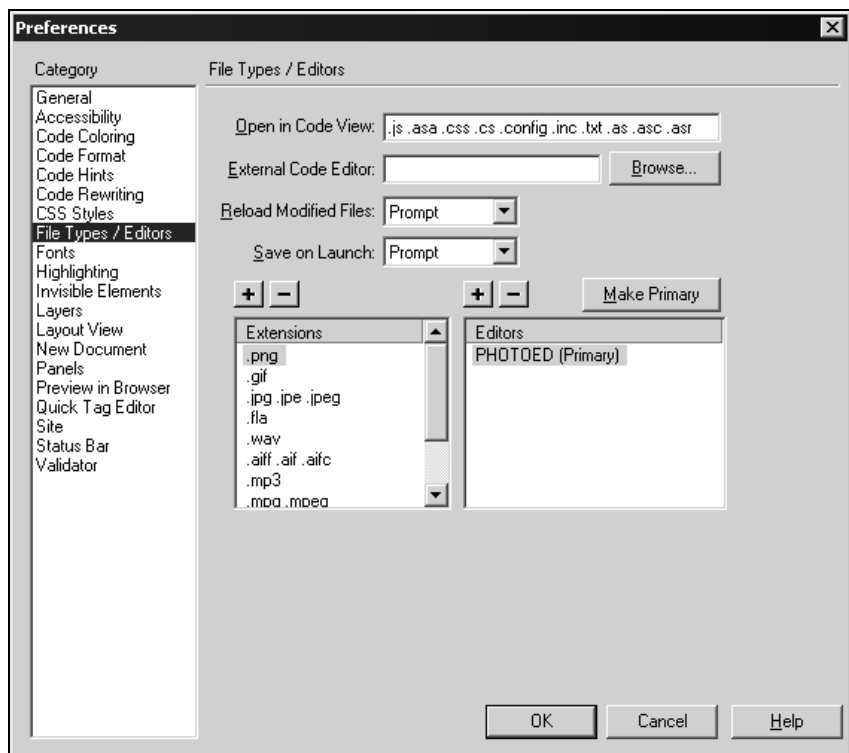 Preferences
Category
File Types / Editors
General
Accessibility
Code Coloring
Code Format
Code Hints
Code Rewriting
CSS Styles
File Types / Editors
Fonts
Highlighting
Invisible Elements
Layers
Layout View
New Document
Panels
Preview in Browser
Quick Tag Editor
Site
Status Bar
Validator
Open in Code View: .js .asa .css .cs .config .inc .txt .as .asc .asr
External Code Editor: Browse...
Reload Modified Files: Prompt
Save on Launch: Prompt
+ − + − Make Primary
Extensions
.png
.gif
.jpg .jpe .jpeg
.fla
.wav
.aiff .aif .aifc
.mp3
.mpg .mpeg
Editors
PHOTOED (Primary)
OK Cancel Help